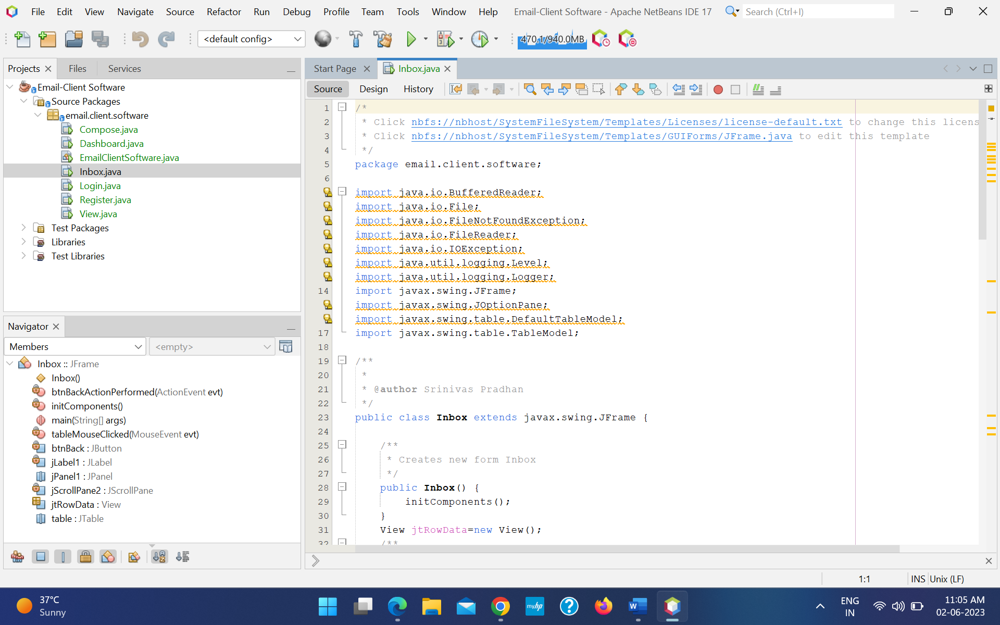 File Edit View Navigate Source Refactor Run Debug Profile Team Tools Window Help Email-Client Software - Apache NetBeans IDE 17 Search (Ctrl+I)
<default config> 470.1/940.0MB
Projects Files Services
Email-Client Software
Source Packages
email.client.software
Compose.java
Dashboard.java
EmailClientSoftware.java
Inbox.java
Login.java
Register.java
View.java
Test Packages
Libraries
Test Libraries
Navigator
Members <empty>
Inbox :: JFrame
Inbox()
btnBackActionPerformed(ActionEvent evt)
initComponents()
main(String[] args)
tableMouseClicked(MouseEvent evt)
btnBack : JButton
jLabel1 : JLabel
jPanel1 : JPanel
jScrollPane2 : JScrollPane
jtRowData : View
table : JTable
Start Page Inbox.java
Source Design History
1 /*
2 * Click nbfs://nbhost/SystemFileSystem/Templates/Licenses/license-default.txt to change this licens
3 * Click nbfs://nbhost/SystemFileSystem/Templates/GUIForms/JFrame.java to edit this template
4 */
5 package email.client.software;
6
import java.io.BufferedReader;
import java.io.File;
import java.io.FileNotFoundException;
import java.io.FileReader;
import java.io.IOException;
import java.util.logging.Level;
import java.util.logging.Logger;
14 import javax.swing.JFrame;
import javax.swing.JOptionPane;
import javax.swing.table.DefaultTableModel;
17 import javax.swing.table.TableModel;
18
19 /**
20 *
21 * @author Srinivas Pradhan
22 */
23 public class Inbox extends javax.swing.JFrame {
24
25 /**
26 * Creates new form Inbox
27 */
28 public Inbox() {
29 initComponents();
30 }
31 View jtRowData=new View();
32 /**
1:1 INS Unix (LF)
37°C
Sunny
myhp
W
ENG
IN
11:05 AM
02-06-2023